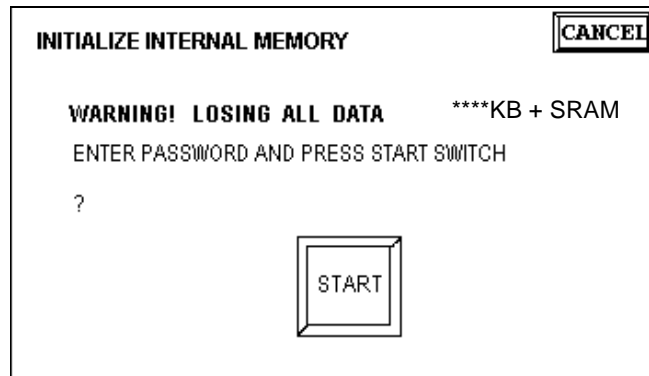 INITIALIZE INTERNAL MEMORY CANCEL
WARNING! LOSING ALL DATA ****KB + SRAM
ENTER PASSWORD AND PRESS START SWITCH
?
START